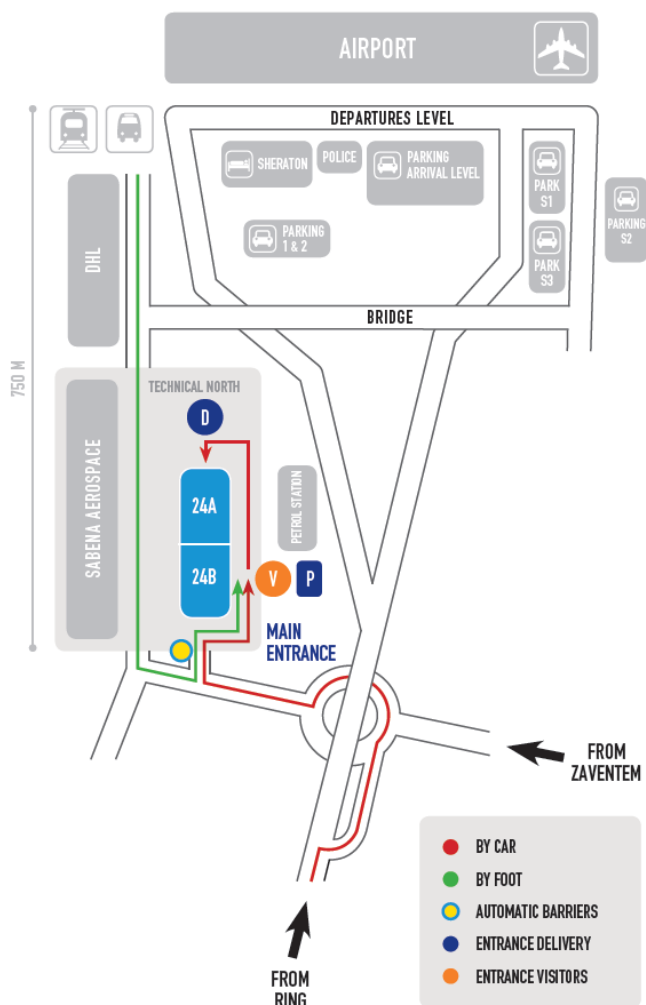 AIRPORT
DEPARTURES LEVEL
SHERATON
POLICE
PARKING
ARRIVAL LEVEL
PARK
S1
PARKING
S2
PARKING
1 & 2
PARK
S3
DHL
BRIDGE
750 M
TECHNICAL NORTH
D
SABENA AEROSPACE
24A
PETROL STATION
24B
V
P
MAIN
ENTRANCE
FROM
ZAVENTEM
BY CAR
BY FOOT
AUTOMATIC BARRIERS
ENTRANCE DELIVERY
ENTRANCE VISITORS
FROM
RING